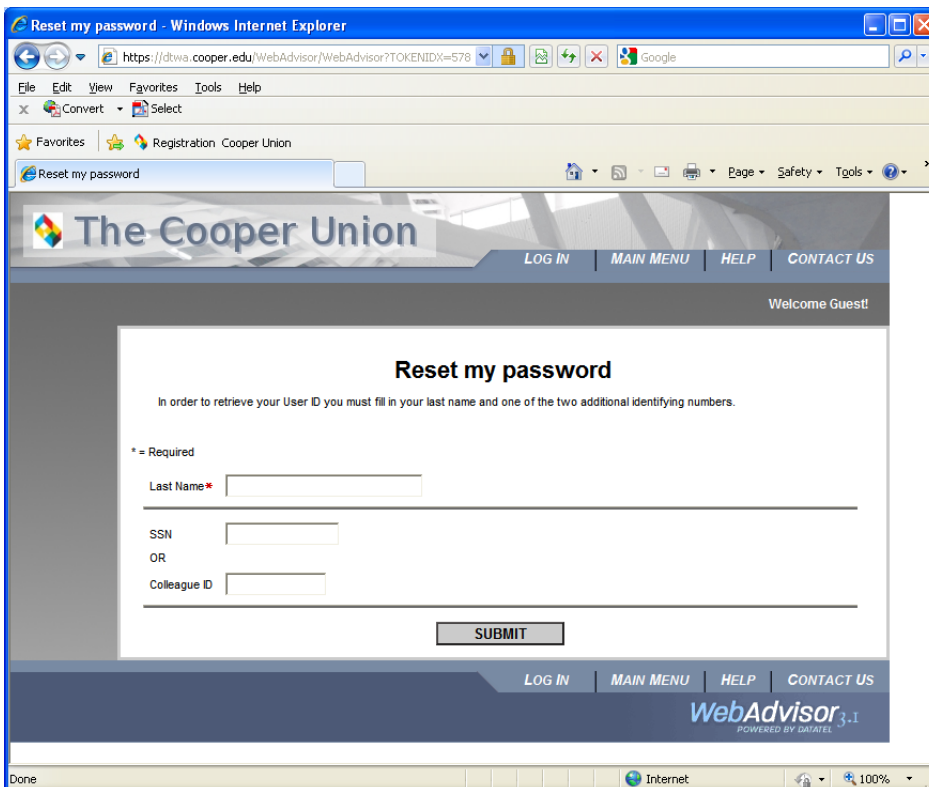 Reset my password - Windows Internet Explorer
https://dtwa.cooper.edu/WebAdvisor/WebAdvisor?TOKENIDX=578
Google
File Edit View Favorites Tools Help
x Convert Select
Favorites Registration Cooper Union
Reset my password
Page Safety Tools
»
The Cooper Union
LOG IN MAIN MENU HELP CONTACT US
Welcome Guest!
Reset my password
In order to retrieve your User ID you must fill in your last name and one of the two additional identifying numbers.
* = Required
Last Name*
SSN
OR
Colleague ID
SUBMIT
LOG IN MAIN MENU HELP CONTACT US
WebAdvisor 3.1
POWERED BY DATATEL
Done Internet 100%